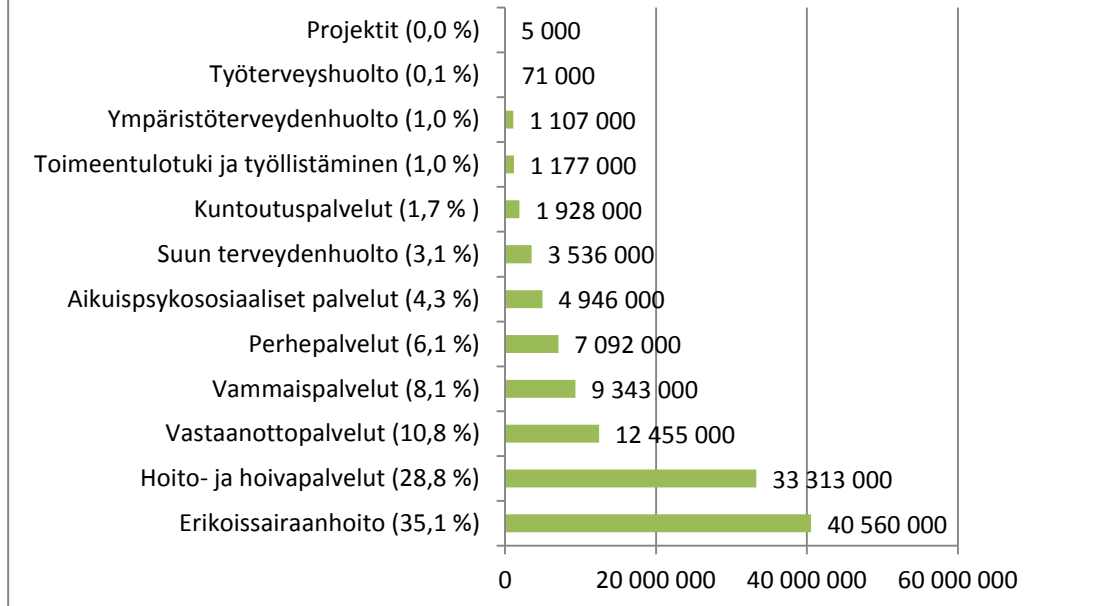 Projektit (0,0 %) 5 000
Työterveyshuolto (0,1 %) 71 000
Ympäristöterveydenhuolto (1,0 %) 1 107 000
Toimeentulotuki ja työllistäminen (1,0 %) 1 177 000
Kuntoutuspalvelut (1,7 % ) 1 928 000
Suun terveydenhuolto (3,1 %) 3 536 000
Aikuispsykososiaaliset palvelut (4,3 %) 4 946 000
Perhepalvelut (6,1 %) 7 092 000
Vammaispalvelut (8,1 %) 9 343 000
Vastaanottopalvelut (10,8 %) 12 455 000
Hoito- ja hoivapalvelut (28,8 %) 33 313 000
Erikoissairaanhoito (35,1 %) 40 560 000
0 20 000 000 40 000 000 60 000 000